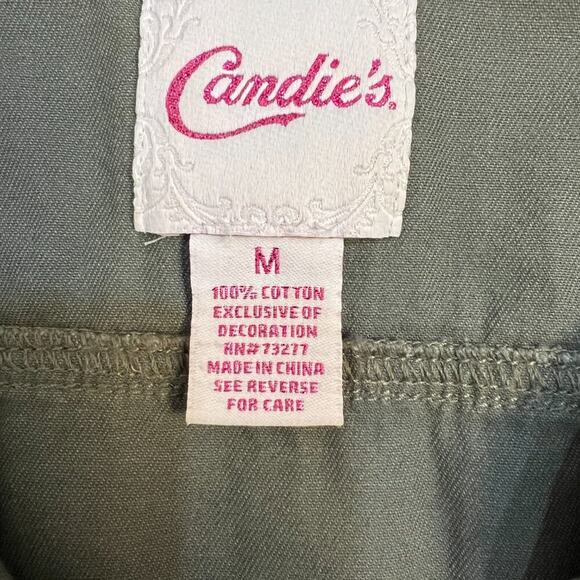 Candie's
M
100% COTTON
EXCLUSIVE OF
DECORATION
RN#73277
MADE IN CHINA
SEE REVERSE
FOR CARE